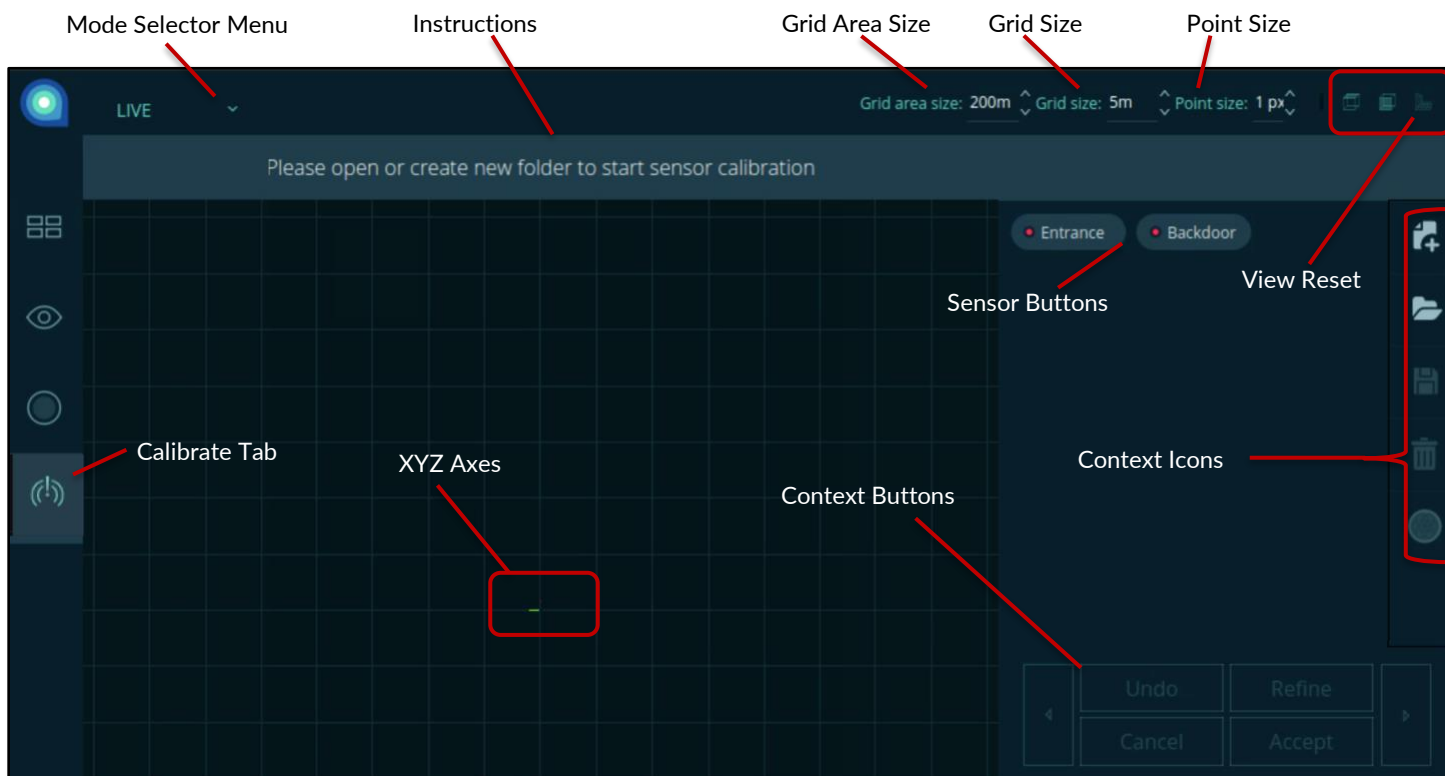 Mode Selector Menu
Instructions
Grid Area Size
Grid Size
Point Size
LIVE
Grid area size: 200m
Grid size: 5m
Point size: 1 px
Please open or create new folder to start sensor calibration
Entrance
Backdoor
View Reset
Sensor Buttons
Calibrate Tab
XYZ Axes
Context Icons
Context Buttons
Undo
Refine
Cancel
Accept